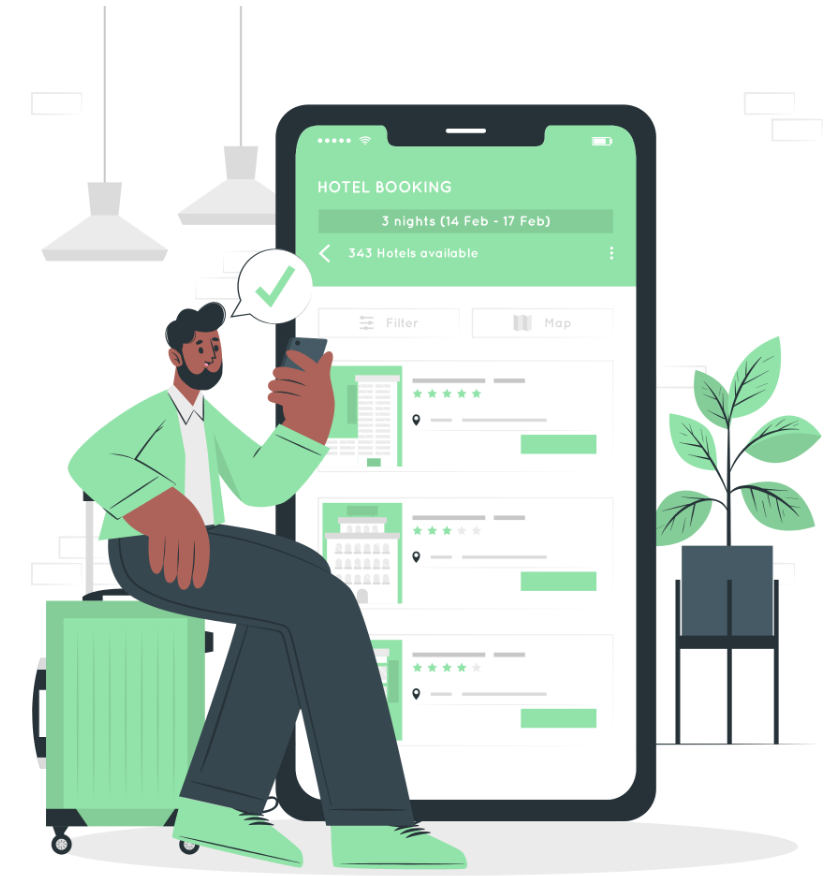 HOTEL BOOKING
3 nights (14 Feb - 17 Feb)
343 Hotels available
Filter
Map